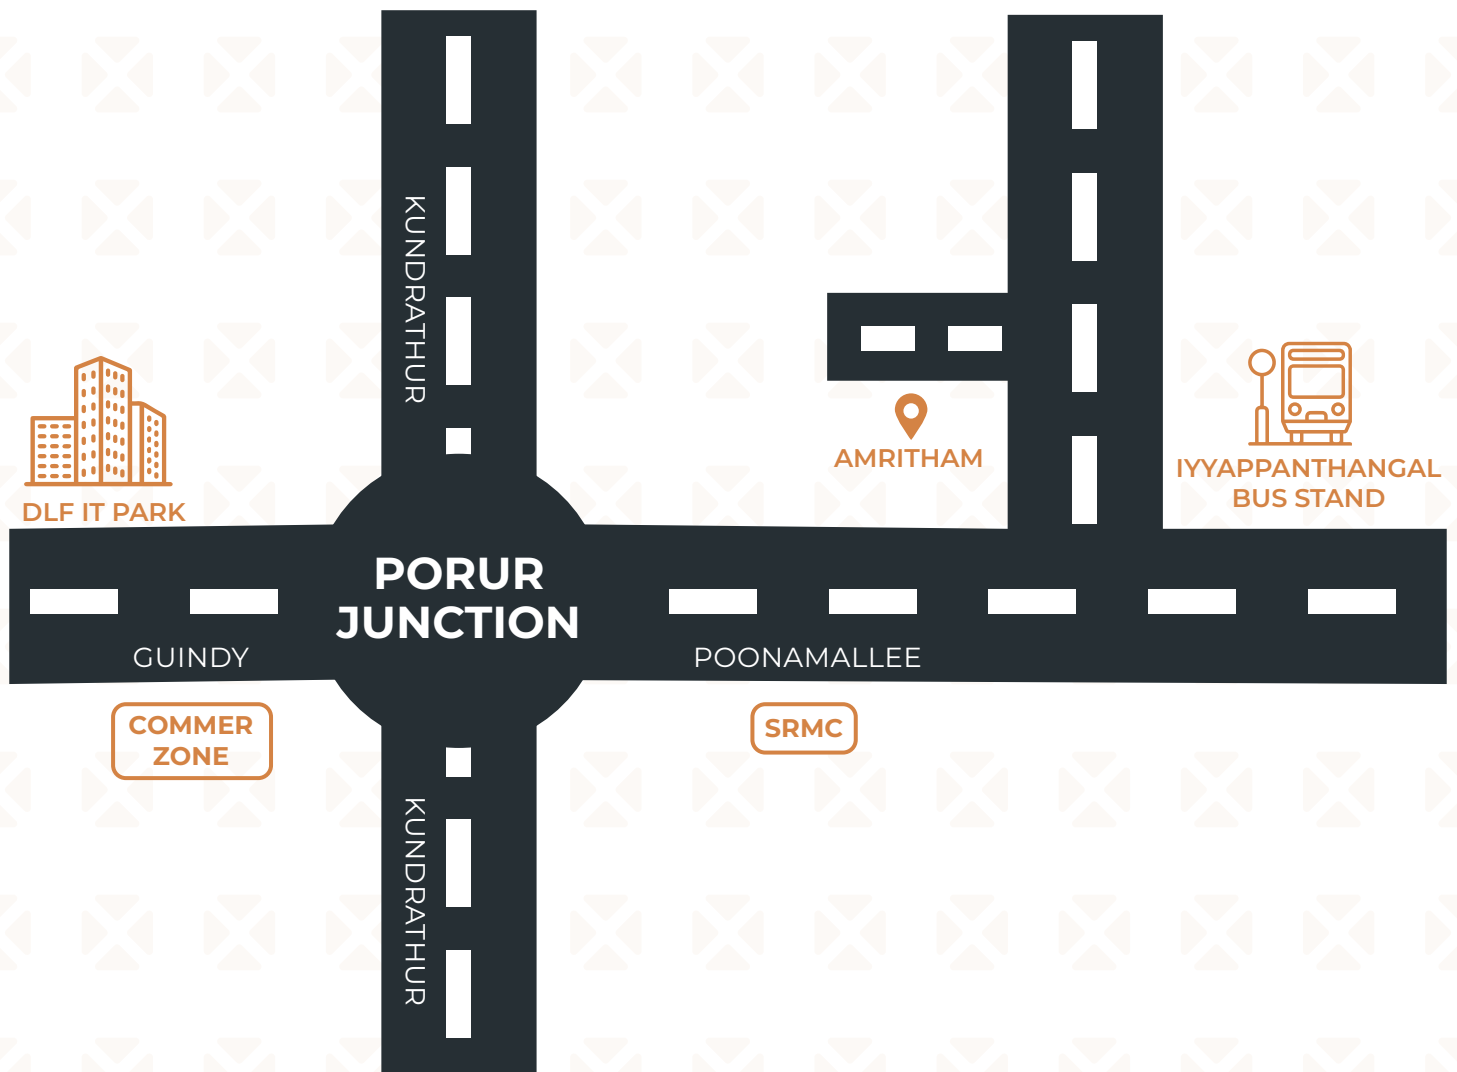 KUNDRATHUR
DLF IT PARK
AMRITHAM
IYYAPPANTHANGAL
BUS STAND
PORUR
JUNCTION
GUINDY
POONAMALLEE
COMMER
ZONE
SRMC
KUNDRATHUR